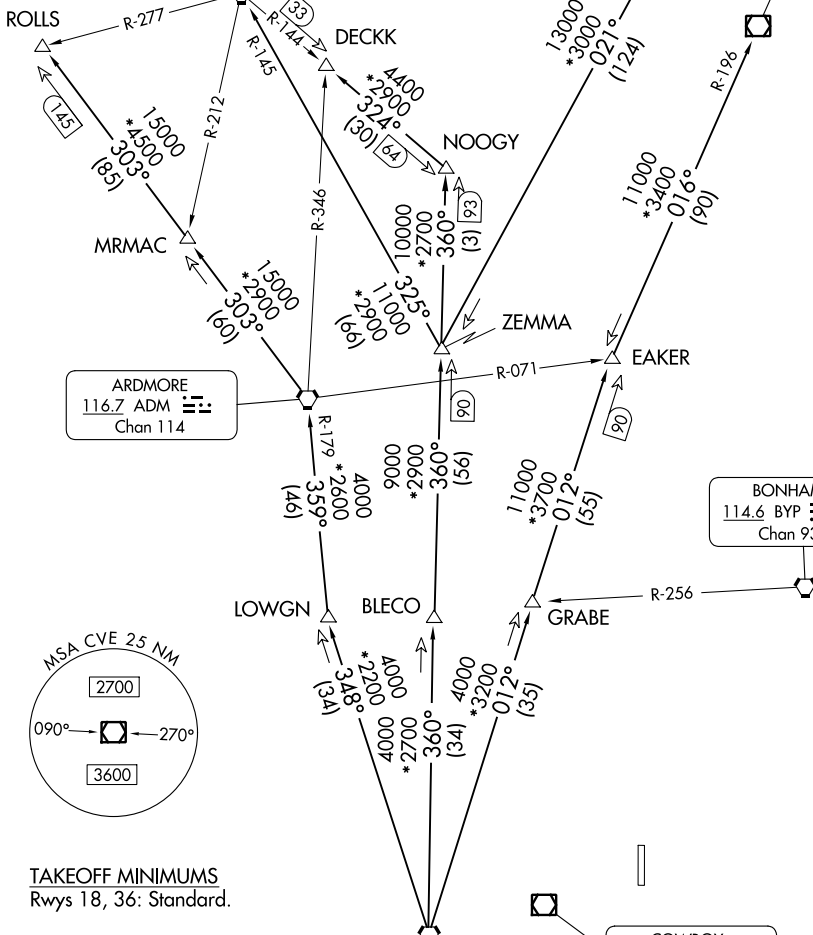 ROLLS
R-277
33
R-144
DECKK
R-145
13000
*3000
021°
(124)
R-196
145
15000
*4500
303°
(85)
R-212
4400
*2900
324°
(30)
64
NOOGY
R-346
93
10000
*2700
360°
(3)
11000
*3400
016°
(90)
MRMAC
15000
*2900
303°
(60)
325°
11000
*2900
(66)
ZEMMA
EAKER
R-071
ARDMORE
116.7 ADM
Chan 114
R-179
90
90
4000
*2600
359°
(46)
9000
*2900
360°
(56)
11000
*3700
012°
(55)
BONHAM
114.6 BYP
Chan 93
R-256
LOWGN
BLECO
GRABE
MSA CVE 25 NM
2700
090°
270°
3600
4000
*2200
348°
(34)
4000
*2700
360°
(34)
4000
*3200
012°
(35)
TAKEOFF MINIMUMS
Rwys 18, 36: Standard.